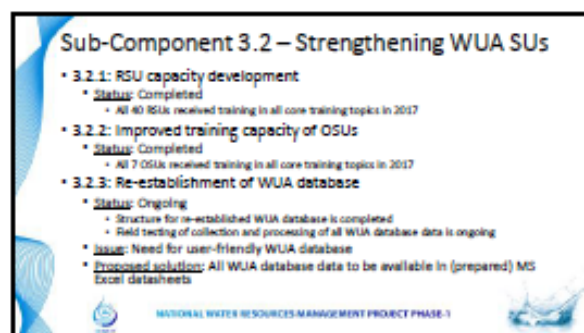 Sub-Component 3.2 – Strengthening WUA SUs
• 3.2.1: RSU capacity development
• Status: Completed
• All 40 RSUs received training in all core training topics in 2017
• 3.2.2: Improved training capacity of OSUs
• Status: Completed
• All 7 OSUs received training in all core training topics in 2017
• 3.2.3: Re-establishment of WUA database
• Status: Ongoing
• Structure for re-established WUA database is completed
• Field testing of collection and processing of all WUA database data is ongoing
• Issue: Need for user-friendly WUA database
• Proposed solution: All WUA database data to be available in (prepared) MS
Excel datasheets
NATIONAL WATER RESOURCES MANAGEMENT PROJECT PHASE-1